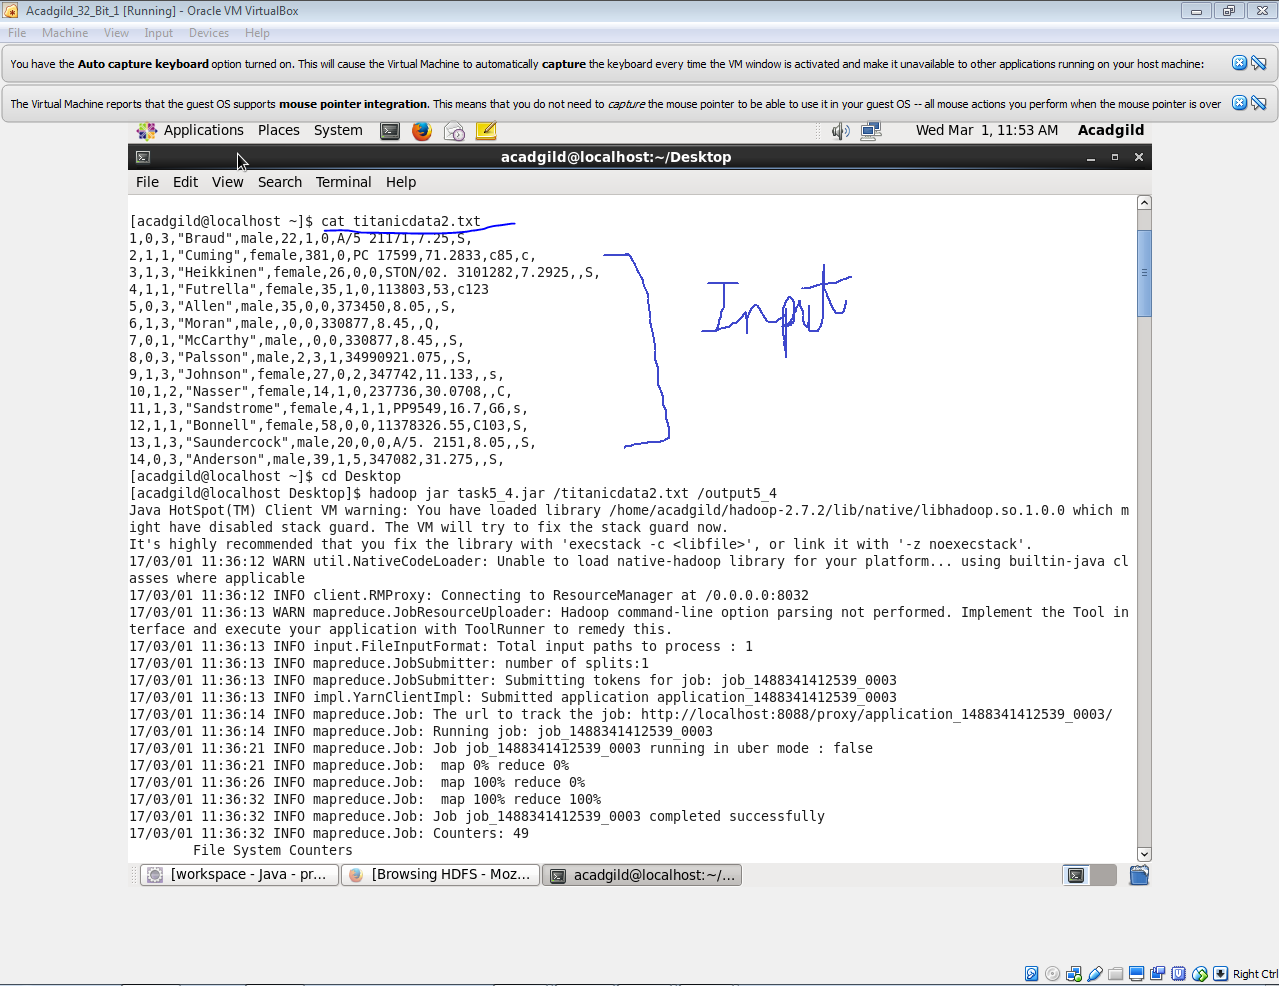 Acadgild_32_Bit_1 [Running] - Oracle VM VirtualBox
File Machine View Input Devices Help
You have the Auto capture keyboard option turned on. This will cause the Virtual Machine to automatically capture the keyboard every time the VM window is activated and make it unavailable to other applications running on your host machine:
The Virtual Machine reports that the guest OS supports mouse pointer integration. This means that you do not need to capture the mouse pointer to be able to use it in your guest OS -- all mouse actions you perform when the mouse pointer is over
Applications Places System Wed Mar 1, 11:53 AM Acadgild
acadgild@localhost:~/Desktop
File Edit View Search Terminal Help
[acadgild@localhost ~]$ cat titanicdata2.txt
1,0,3,"Braud",male,22,1,0,A/5 21171,7.25,S,
2,1,1,"Cuming",female,381,0,PC 17599,71.2833,c85,c,
3,1,3,"Heikkinen",female,26,0,0,STON/02. 3101282,7.2925,,S,
4,1,1,"Futrella",female,35,1,0,113803,53,c123
5,0,3,"Allen",male,35,0,0,373450,8.05,,S,
6,1,3,"Moran",male,,0,0,330877,8.45,,Q,
7,0,1,"McCarthy",male,,0,0,330877,8.45,,S,
8,0,3,"Palsson",male,2,3,1,34990921.075,,S,
9,1,3,"Johnson",female,27,0,2,347742,11.133,,s,
10,1,2,"Nasser",female,14,1,0,237736,30.0708,,C,
11,1,3,"Sandstrome",female,4,1,1,PP9549,16.7,G6,s,
12,1,1,"Bonnell",female,58,0,0,11378326.55,C103,S,
13,1,3,"Saundercock",male,20,0,0,A/5. 2151,8.05,,S,
14,0,3,"Anderson",male,39,1,5,347082,31.275,,S,
Input
[acadgild@localhost ~]$ cd Desktop
[acadgild@localhost Desktop]$ hadoop jar task5_4.jar /titanicdata2.txt /output5_4
Java HotSpot(TM) Client VM warning: You have loaded library /home/acadgild/hadoop-2.7.2/lib/native/libhadoop.so.1.0.0 which m
ight have disabled stack guard. The VM will try to fix the stack guard now.
It's highly recommended that you fix the library with 'execstack -c <libfile>', or link it with '-z noexecstack'.
17/03/01 11:36:12 WARN util.NativeCodeLoader: Unable to load native-hadoop library for your platform... using builtin-java cl
asses where applicable
17/03/01 11:36:12 INFO client.RMProxy: Connecting to ResourceManager at /0.0.0.0:8032
17/03/01 11:36:13 WARN mapreduce.JobResourceUploader: Hadoop command-line option parsing not performed. Implement the Tool in
terface and execute your application with ToolRunner to remedy this.
17/03/01 11:36:13 INFO input.FileInputFormat: Total input paths to process : 1
17/03/01 11:36:13 INFO mapreduce.JobSubmitter: number of splits:1
17/03/01 11:36:13 INFO mapreduce.JobSubmitter: Submitting tokens for job: job_1488341412539_0003
17/03/01 11:36:13 INFO impl.YarnClientImpl: Submitted application application_1488341412539_0003
17/03/01 11:36:14 INFO mapreduce.Job: The url to track the job: http://localhost:8088/proxy/application_1488341412539_0003/
17/03/01 11:36:14 INFO mapreduce.Job: Running job: job_1488341412539_0003
17/03/01 11:36:21 INFO mapreduce.Job: Job job_1488341412539_0003 running in uber mode : false
17/03/01 11:36:21 INFO mapreduce.Job:  map 0% reduce 0%
17/03/01 11:36:26 INFO mapreduce.Job:  map 100% reduce 0%
17/03/01 11:36:32 INFO mapreduce.Job:  map 100% reduce 100%
17/03/01 11:36:32 INFO mapreduce.Job: Job job_1488341412539_0003 completed successfully
17/03/01 11:36:32 INFO mapreduce.Job: Counters: 49
File System Counters
[workspace - Java - pr... [Browsing HDFS - Moz... acadgild@localhost:~/...
Right Ctrl